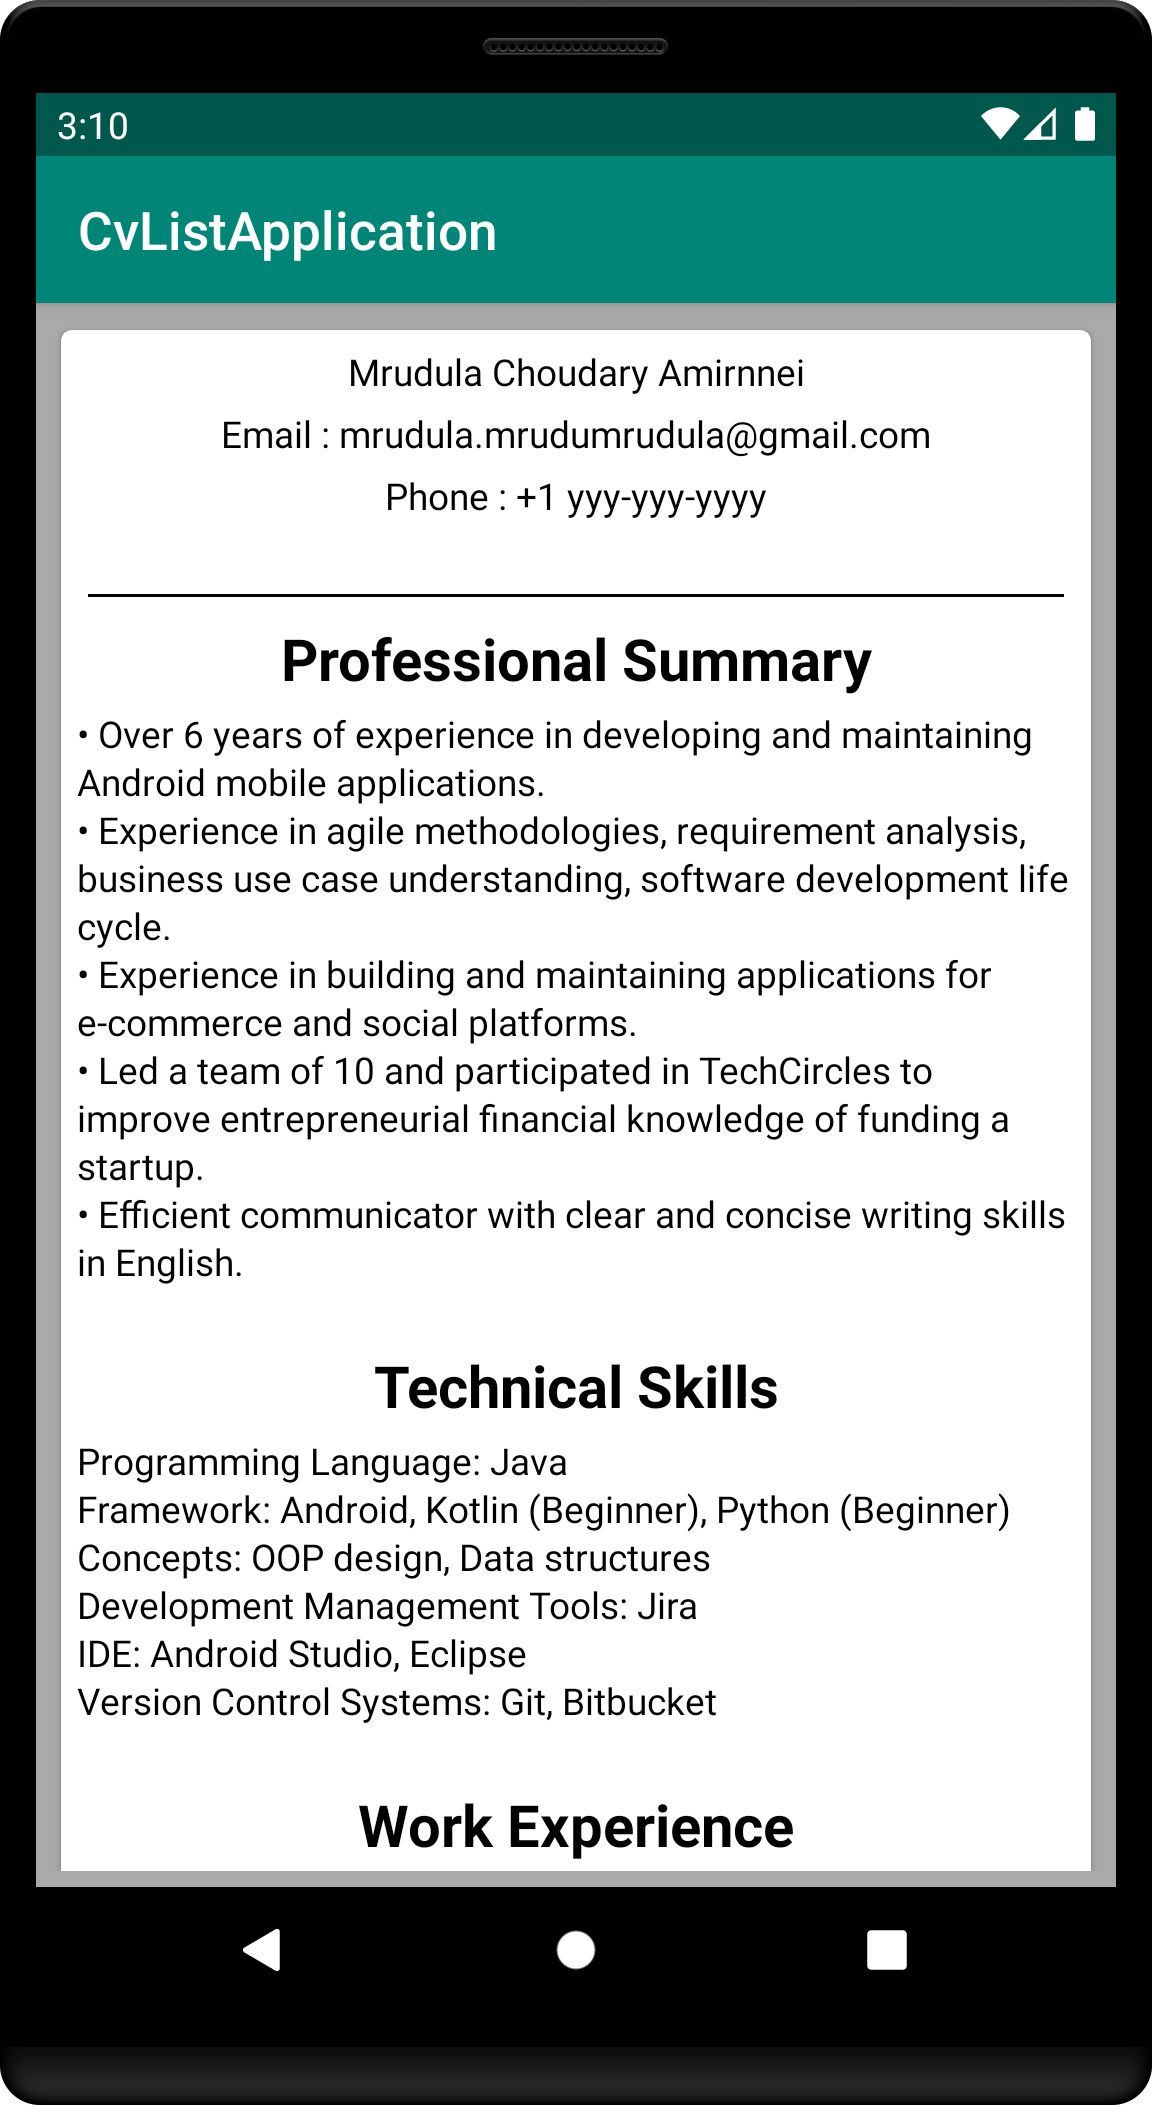 3:10
CvListApplication
Mrudula Choudary Amirnnei
Email : mrudula.mrudumrudula@gmail.com
Phone : +1 yyy-yyy-yyyy
Professional Summary
• Over 6 years of experience in developing and maintaining
Android mobile applications.
• Experience in agile methodologies, requirement analysis,
business use case understanding, software development life
cycle.
• Experience in building and maintaining applications for
e-commerce and social platforms.
• Led a team of 10 and participated in TechCircles to
improve entrepreneurial financial knowledge of funding a
startup.
• Efficient communicator with clear and concise writing skills
in English.
Technical Skills
Programming Language: Java
Framework: Android, Kotlin (Beginner), Python (Beginner)
Concepts: OOP design, Data structures
Development Management Tools: Jira
IDE: Android Studio, Eclipse
Version Control Systems: Git, Bitbucket
Work Experience